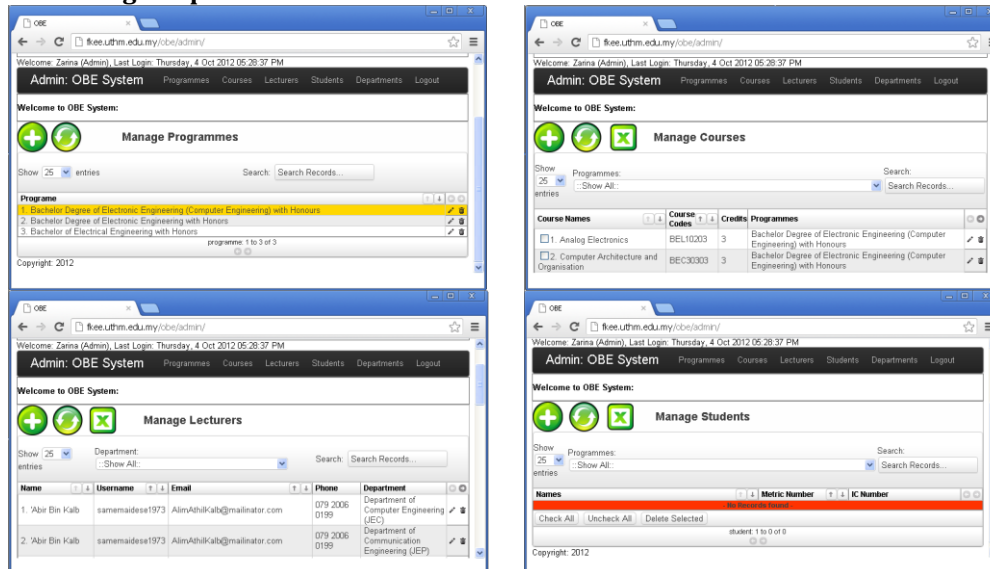 OBE
fkee.uthm.edu.my/obe/admin/
Welcome: Zarina (Admin), Last Login: Thursday, 4 Oct 2012 05:28:37 PM
Admin: OBE System Programmes Courses Lecturers Students Departments Logout
Welcome to OBE System:
Manage Programmes
Show 25 entries Search: Search Records...
Programe
1. Bachelor Degree of Electronic Engineering (Computer Engineering) with Honours
2. Bachelor Degree of Electronic Engineering with Honors
3. Bachelor of Electrical Engineering with Honors
programme: 1 to 3 of 3
Copyright: 2012
OBE
fkee.uthm.edu.my/obe/admin/
Welcome: Zarina (Admin), Last Login: Thursday, 4 Oct 2012 05:28:37 PM
Admin: OBE System Programmes Courses Lecturers Students Departments Logout
Welcome to OBE System:
Manage Courses
Show Programmes: Search:
25 ::Show All:: Search Records...
entries
Course Names Course Codes Credits Programmes
1. Analog Electronics BEL10203 3 Bachelor Degree of Electronic Engineering (Computer
Engineering) with Honours
2. Computer Architecture and BEC30303 3 Bachelor Degree of Electronic Engineering (Computer
Organisation Engineering) with Honours
OBE
fkee.uthm.edu.my/obe/admin/
Welcome: Zarina (Admin), Last Login: Thursday, 4 Oct 2012 05:28:37 PM
Admin: OBE System Programmes Courses Lecturers Students Departments Logout
Welcome to OBE System:
Manage Lecturers
Show 25 Department: Search: Search Records...
entries ::Show All::
Name Username Email Phone Department
1. 'Abir Bin Kalb samemaidese1973 AlimAthilKalb@mailinator.com 079 2006 0199 Department of
Computer Engineering
(JEC)
2. 'Abir Bin Kalb samemaidese1973 AlimAthilKalb@mailinator.com 079 2006 0199 Department of
Communication
Engineering (JEP)
OBE
fkee.uthm.edu.my/obe/admin/
Welcome: Zarina (Admin), Last Login: Thursday, 4 Oct 2012 05:28:37 PM
Admin: OBE System Programmes Courses Lecturers Students Departments Logout
Welcome to OBE System:
Manage Students
Show Programmes: Search:
25 ::Show All:: Search Records...
entries
Names Metric Number IC Number
No Records found
Check All Uncheck All Delete Selected
student: 1 to 0 of 0
Copyright: 2012